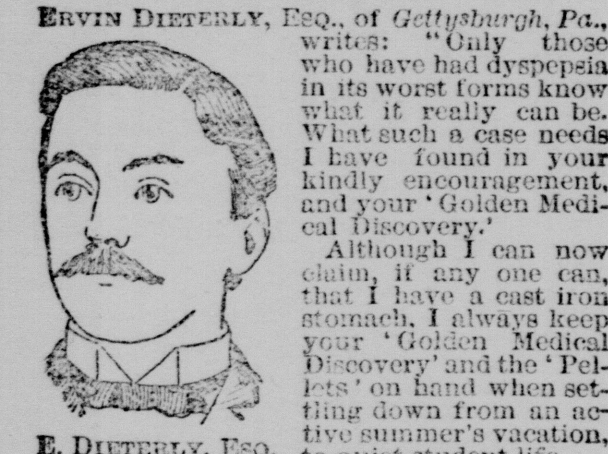 ERVIN DIETERLY, ESQ., of Gettysburgh, Pa.,
writes: "Only those
who have had dyspepsia
in its worst forms know
what it really can be.
What such a case needs
I have found in your
kindly encouragement,
and your 'Golden Medi-
cal Discovery.'
Although I can now
claim, if any one can,
that I have a cast iron
stomach, I always keep
your 'Golden Medical
Discovery' and the 'Pel-
lets' on hand when set-
tling down from an ac-
tive summer's vacation,
to quiet student life
E. DIETERLY, ESQ.